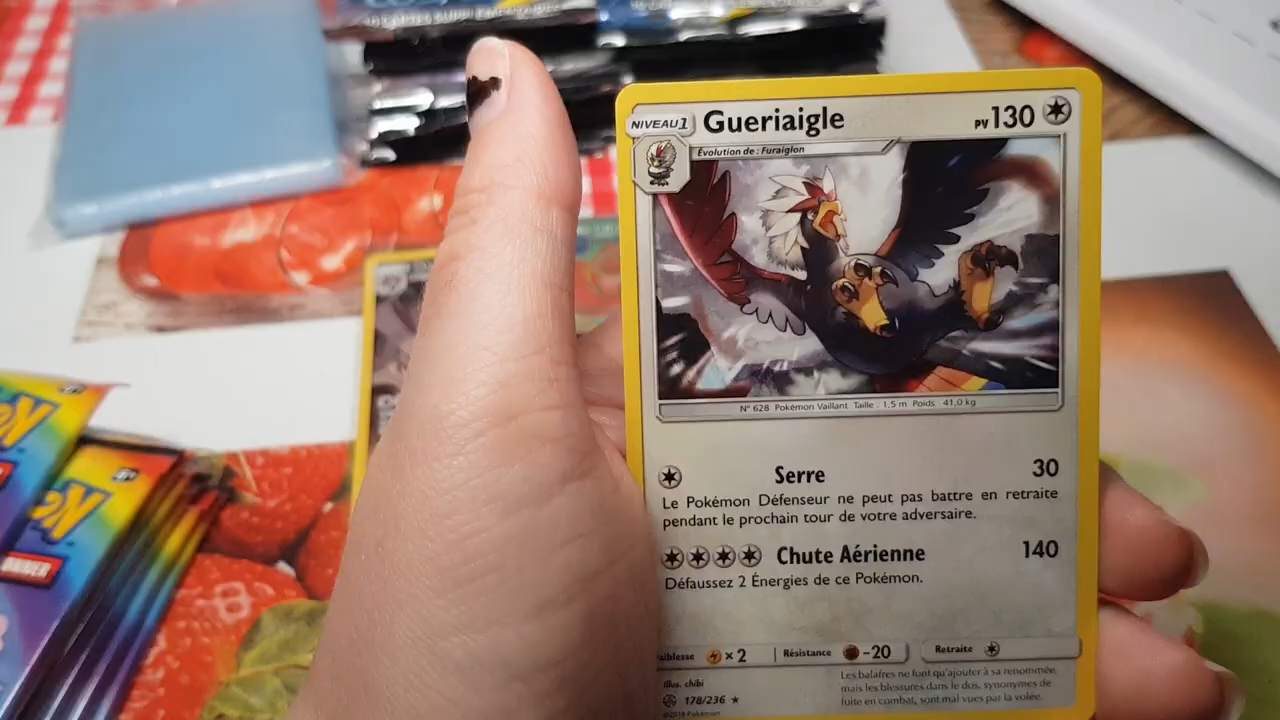 NIVEAU 1 Gueriaigle PV 130
Évolution de : Furaiglon
N° 628 Pokémon Vaillant Taille : 1,5 m Poids : 41,0 kg
Serre 30
Le Pokémon Défenseur ne peut pas battre en retraite
pendant le prochain tour de votre adversaire.
Chute Aérienne 140
Défaussez 2 Énergies de ce Pokémon.
aiblesse ×2 Résistance -20 Retraite
Illus. chibi
178/236
©2019 Pokémon
Les balafres ne font qu'ajouter à sa renommée,
mais les blessures dans le dos, synonymes de
fuite en combat, sont mal vues par la volée.